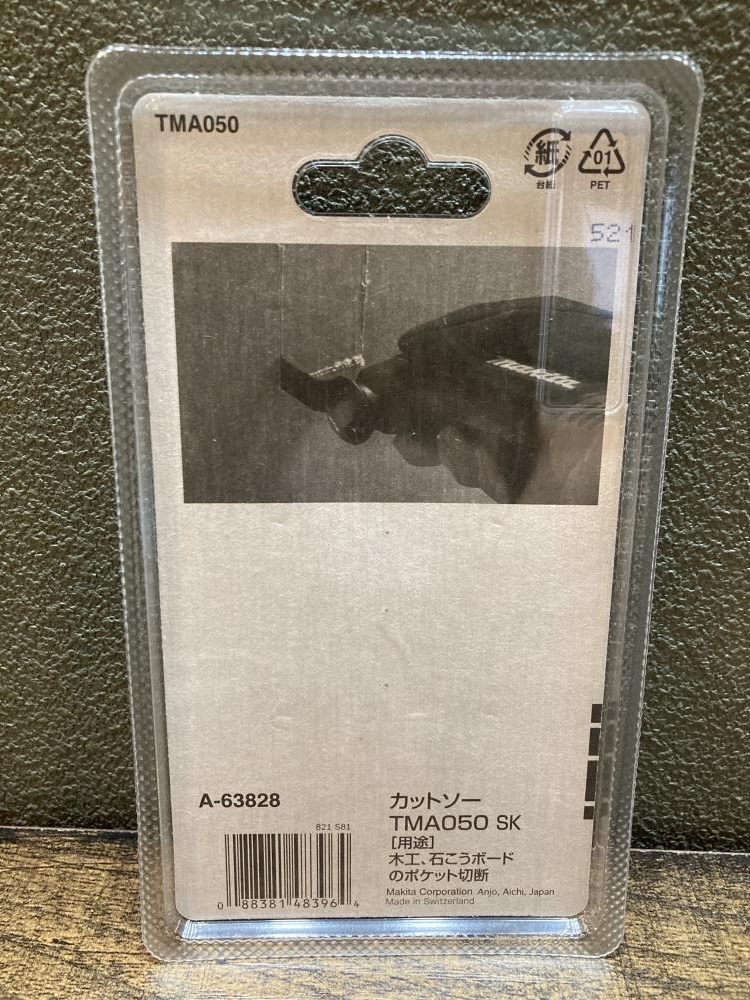 TMA050
紙
台紙
01
PET
521
makita
A-63828
821 S81
0 88381 48396 4
カットソー
TMA050 SK
[用途]
木工、石こうボード
のポケット切断
Makita Corporation Anjo, Aichi, Japan
Made in Switzerland